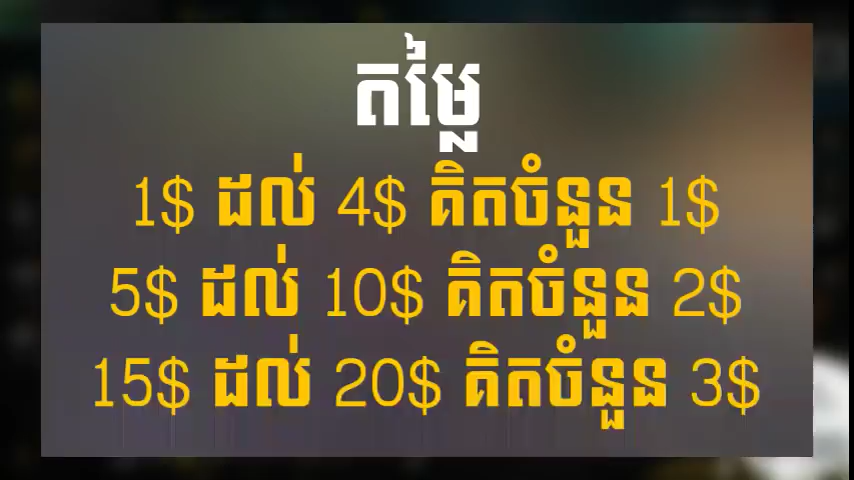 តម្លៃ
1$ ដល់ 4$ គិតចំនួន 1$
5$ ដល់ 10$ គិតចំនួន 2$
15$ ដល់ 20$ គិតចំនួន 3$